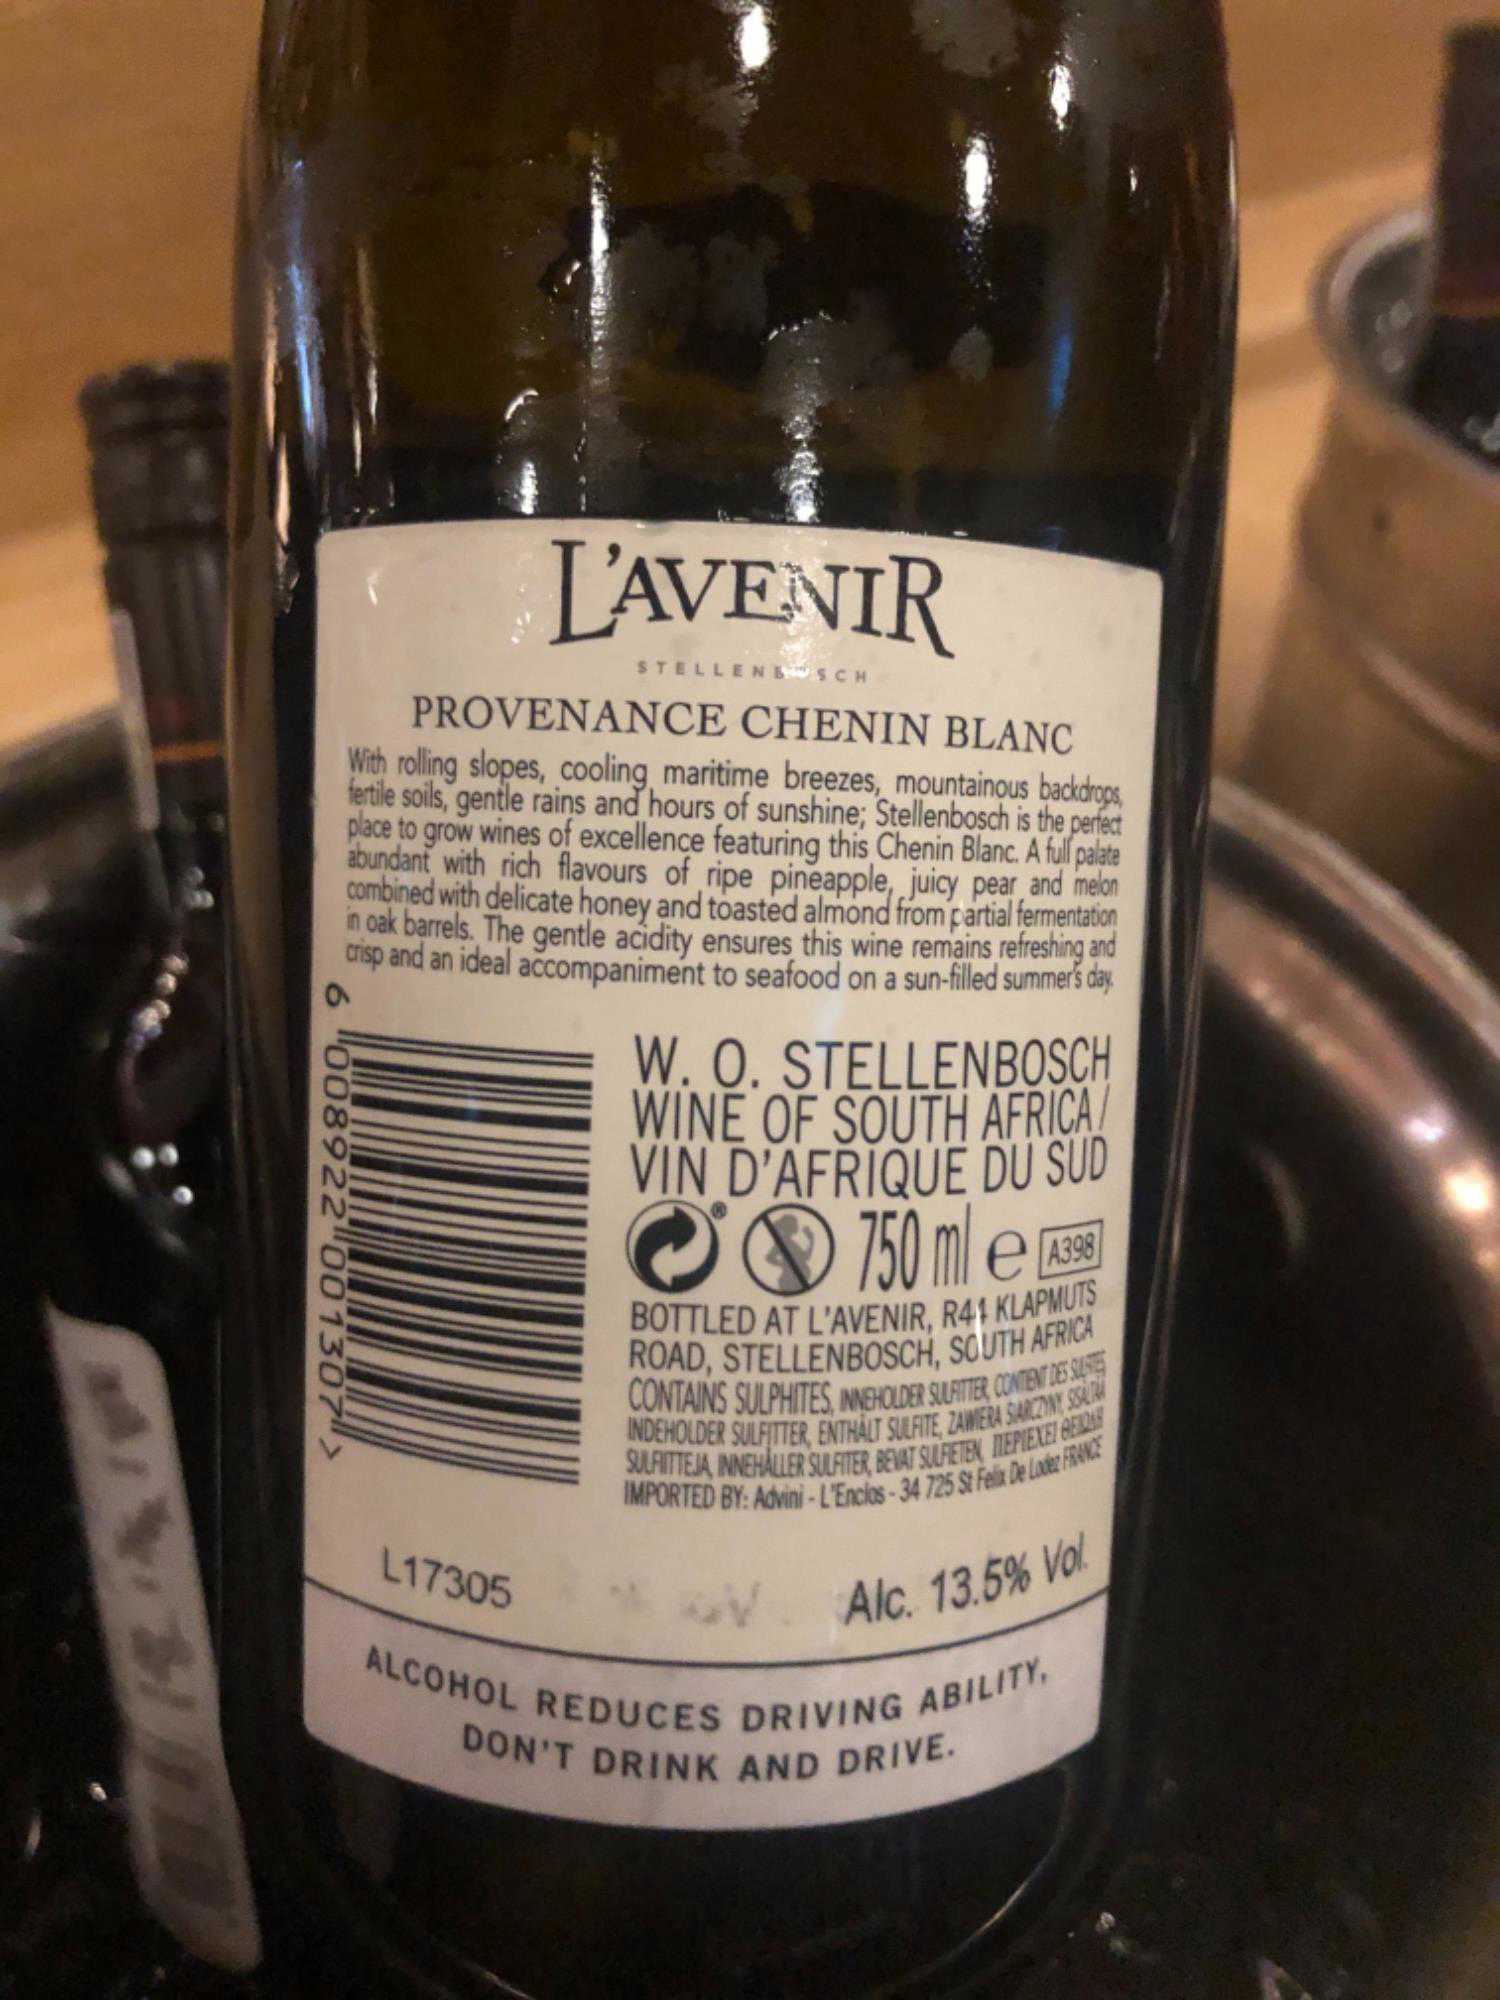 L'AVENIR
STELLENBOSCH
PROVENANCE CHENIN BLANC
With rolling slopes, cooling maritime breezes, mountainous backdrops,
fertile soils, gentle rains and hours of sunshine; Stellenbosch is the perfect
place to grow wines of excellence featuring this Chenin Blanc. A full palate
abundant with rich flavours of ripe pineapple, juicy pear and melon
combined with delicate honey and toasted almond from partial fermentation
in oak barrels. The gentle acidity ensures this wine remains refreshing and
crisp and an ideal accompaniment to seafood on a sun-filled summer's day.
6 008922 001307 >
W. O. STELLENBOSCH
WINE OF SOUTH AFRICA /
VIN D'AFRIQUE DU SUD
® 750 ml e A398
BOTTLED AT L'AVENIR, R44 KLAPMUTS
ROAD, STELLENBOSCH, SOUTH AFRICA
CONTAINS SULPHITES, INNEHOLDER SULFITTER, CONTIENT DES SULFITES,
INDEHOLDER SULFITTER, ENTHÄLT SULFITE, ZAWIERA SIARCZYNY, SISÄLTÄÄ
SULFIITTEJA, INNEHÅLLER SULFITER, BEVAT SULFIETEN, ΠΕΡΙΕΧΕΙ ΘΕΙΩΔΗ
IMPORTED BY: Advini - L'Enclos - 34 725 St Felix De Lodez FRANCE
L17305
Alc. 13.5% Vol.
ALCOHOL REDUCES DRIVING ABILITY,
DON'T DRINK AND DRIVE.